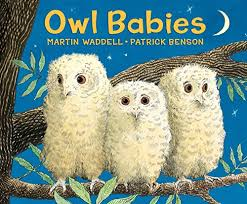 Owl Babies
MARTIN WADDELL • PATRICK BENSON